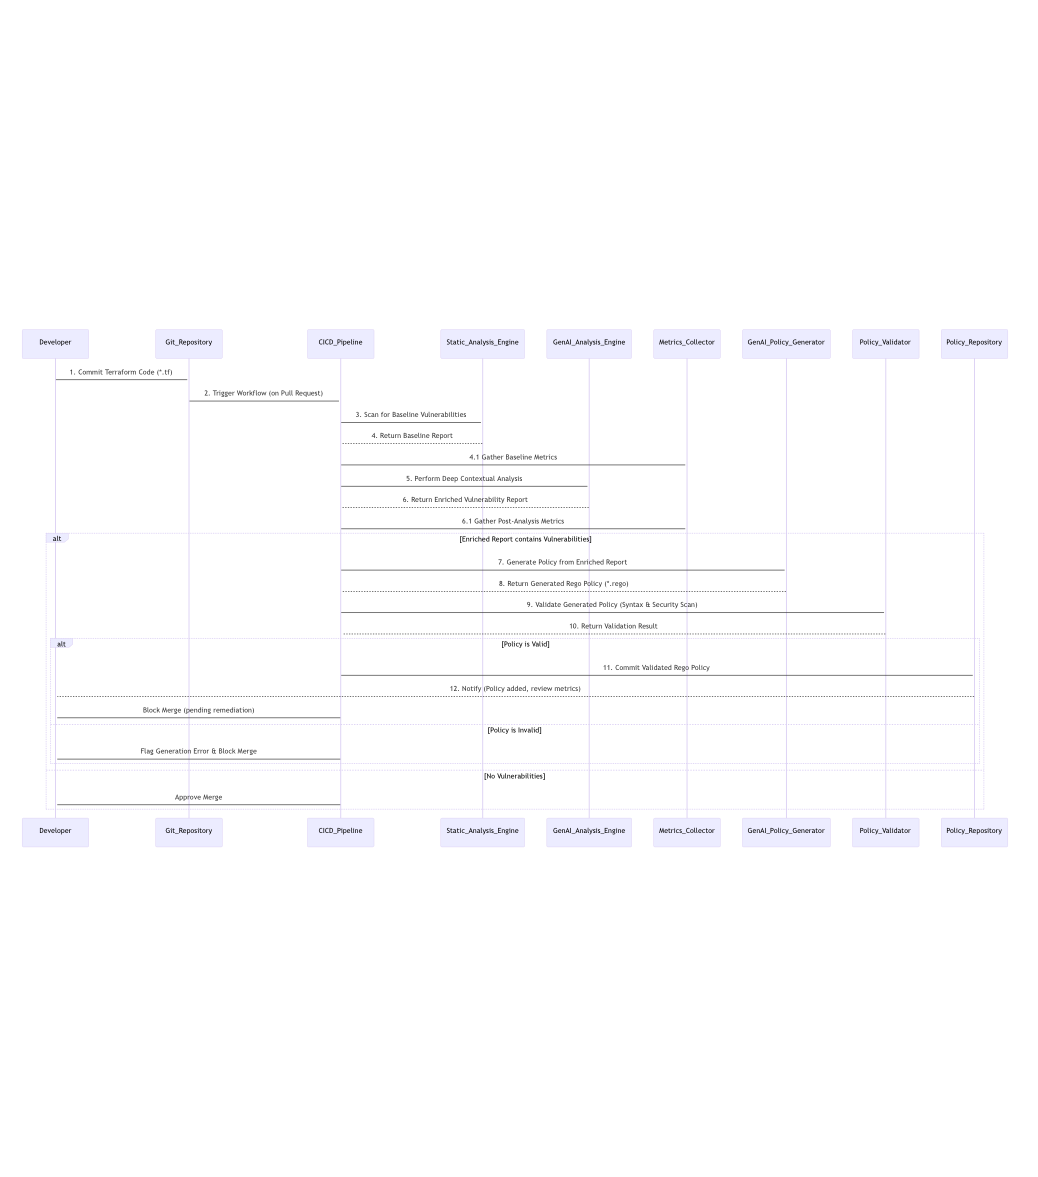 Developer
Git_Repository
CICD_Pipeline
Static_Analysis_Engine
GenAI_Analysis_Engine
Metrics_Collector
GenAI_Policy_Generator
Policy_Validator
Policy_Repository
1. Commit Terraform Code (*.tf)
2. Trigger Workflow (on Pull Request)
3. Scan for Baseline Vulnerabilities
4. Return Baseline Report
4.1 Gather Baseline Metrics
5. Perform Deep Contextual Analysis
6. Return Enriched Vulnerability Report
6.1 Gather Post-Analysis Metrics
alt
[Enriched Report contains Vulnerabilities]
7. Generate Policy from Enriched Report
8. Return Generated Rego Policy (*.rego)
9. Validate Generated Policy (Syntax & Security Scan)
10. Return Validation Result
alt
[Policy is Valid]
11. Commit Validated Rego Policy
12. Notify (Policy added, review metrics)
Block Merge (pending remediation)
[Policy is Invalid]
Flag Generation Error & Block Merge
[No Vulnerabilities]
Approve Merge
Developer
Git_Repository
CICD_Pipeline
Static_Analysis_Engine
GenAI_Analysis_Engine
Metrics_Collector
GenAI_Policy_Generator
Policy_Validator
Policy_Repository